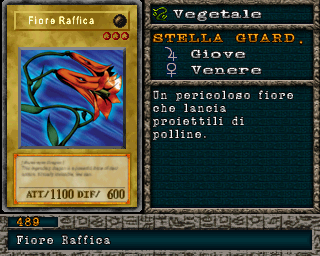 Fiore Raffica
ATT/1100 DIF/ 600
Vegetale
STELLA GUARD.
Giove
Venere
Un pericoloso fiore
che lancia
proiettili di
polline.
489
Fiore Raffica